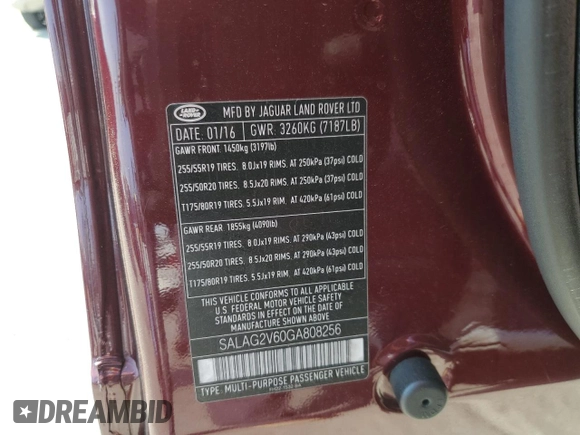 LAND ROVER
MFD BY JAGUAR LAND ROVER LTD
DATE: 01/16 GWR: 3260KG (7187LB)
GAWR FRONT: 1450kg (3197lb)
255/55R19 TIRES. 8.0Jx19 RIMS. AT 250kPa (37psi) COLD
255/50R20 TIRES. 8.5Jx20 RIMS. AT 250kPa (37psi) COLD
T175/80R19 TIRES. 5.5Jx19 RIM. AT 420kPa (61psi) COLD
GAWR REAR: 1855kg (4090lb)
255/55R19 TIRES. 8.0Jx19 RIMS. AT 290kPa (43psi) COLD
255/50R20 TIRES. 8.5Jx20 RIMS. AT 290kPa (43psi) COLD
T175/80R19 TIRES. 5.5Jx19 RIM. AT 420kPa (61psi) COLD
THIS VEHICLE CONFORMS TO ALL APPLICABLE
U.S. FEDERAL MOTOR VEHICLE SAFETY
STANDARDS IN EFFECT ON THE DATE OF
MANUFACTURE SHOWN ABOVE.
SALAG2V60GA808256
TYPE: MULTI-PURPOSE PASSENGER VEHICLE
DREAMBID